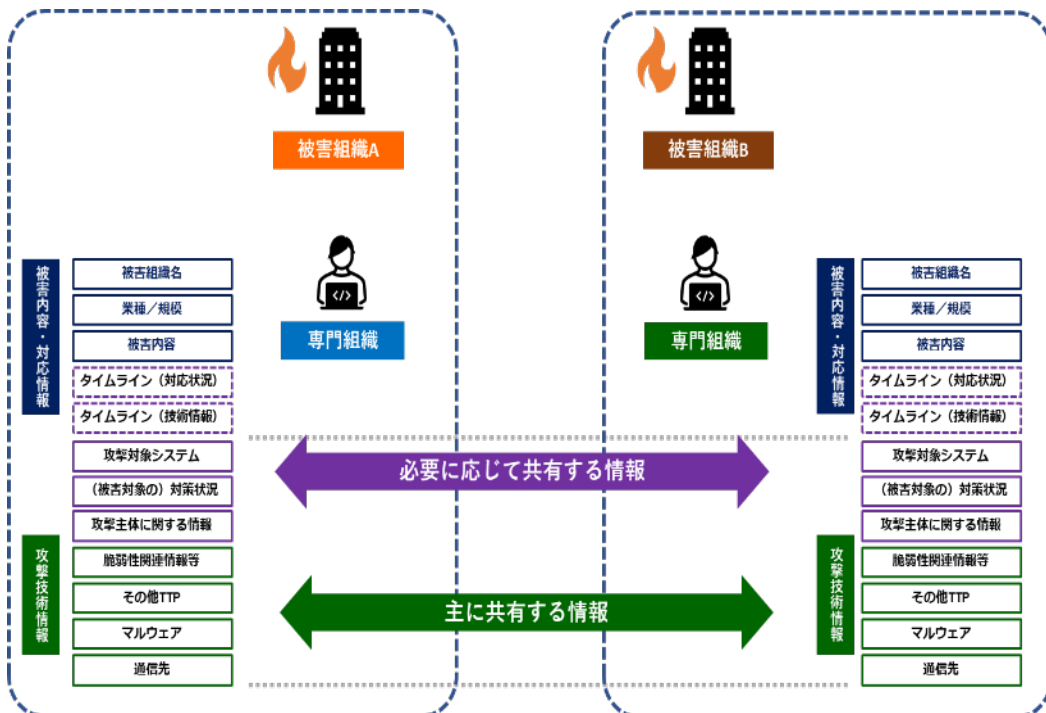 被害組織A
専門組織
被害内容・対応情報
被害組織名
業種／規模
被害内容
タイムライン（対応状況）
タイムライン（技術情報）
攻撃対象システム
（被害対象の）対策状況
攻撃主体に関する情報
攻撃技術情報
脆弱性関連情報等
その他TTP
マルウェア
通信先
必要に応じて共有する情報
主に共有する情報
被害組織B
専門組織
被害内容・対応情報
被害組織名
業種／規模
被害内容
タイムライン（対応状況）
タイムライン（技術情報）
攻撃対象システム
（被害対象の）対策状況
攻撃主体に関する情報
攻撃技術情報
脆弱性関連情報等
その他TTP
マルウェア
通信先